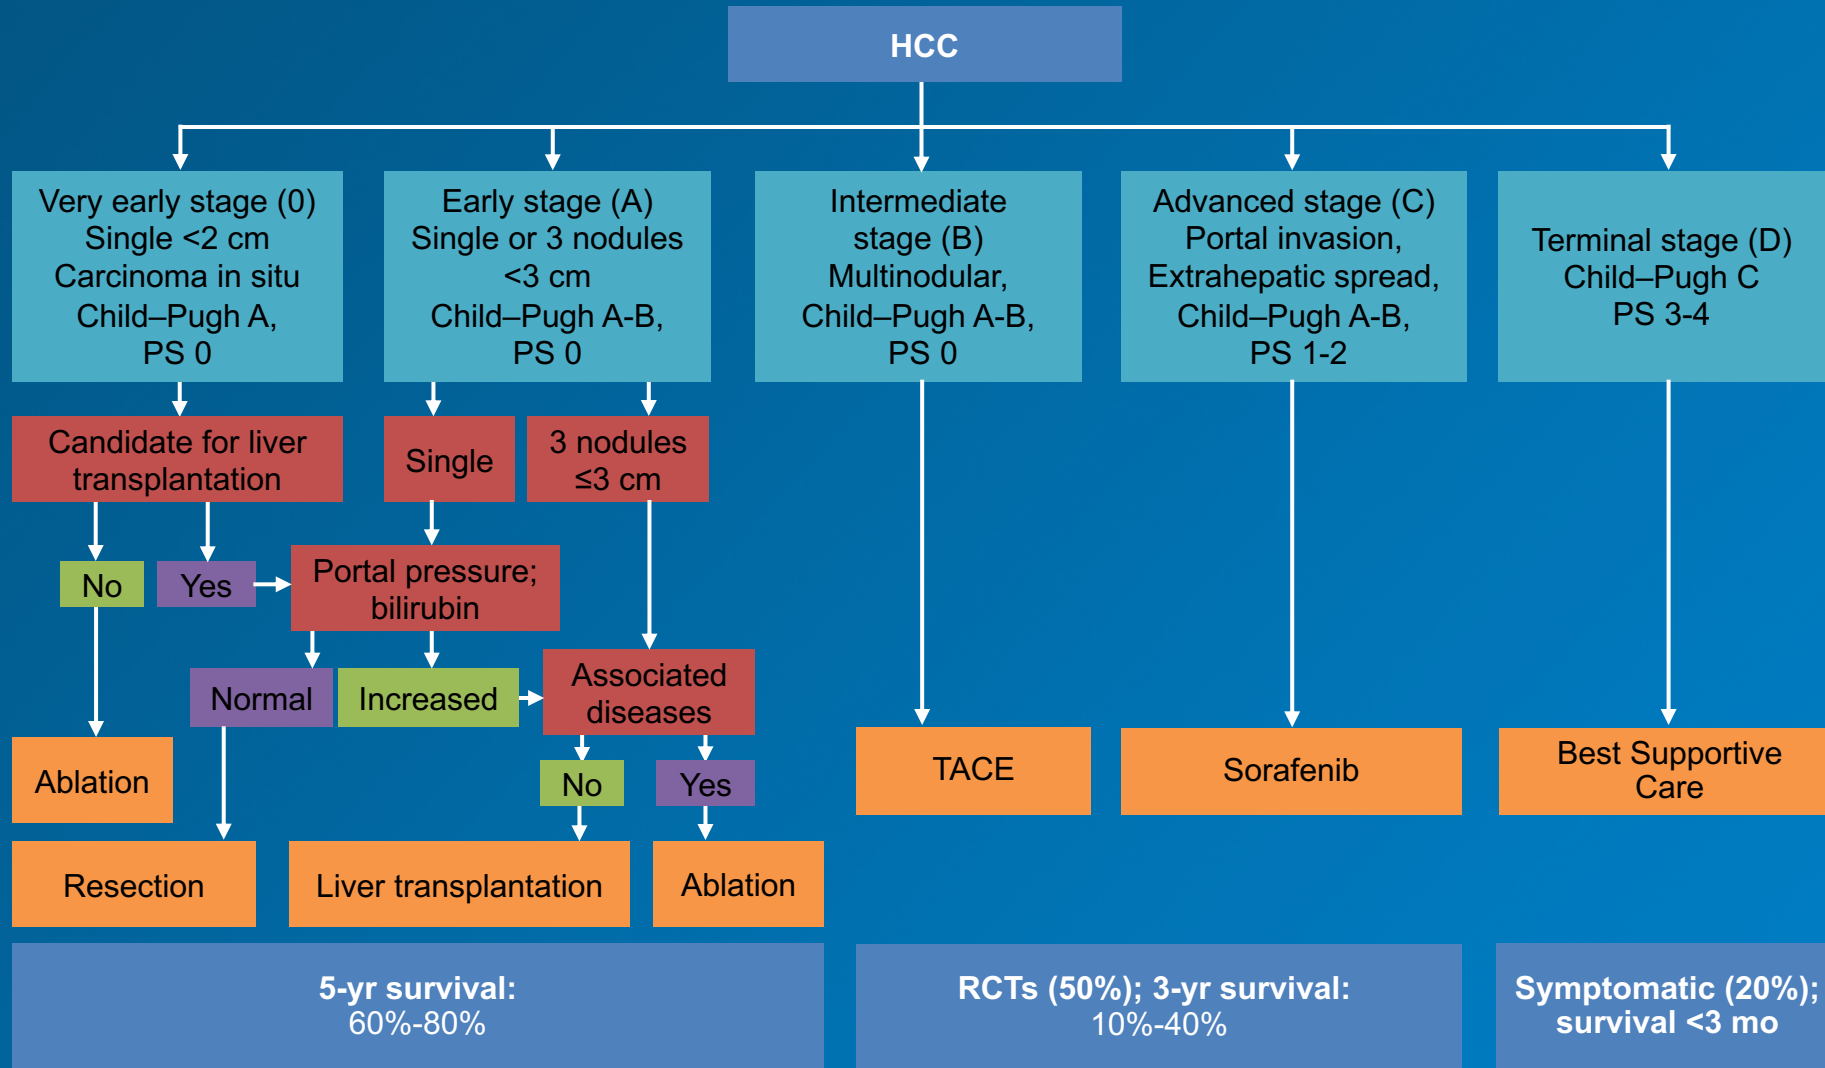 HCC
Very early stage (0)
Single <2 cm
Carcinoma in situ
Child–Pugh A,
PS 0
Early stage (A)
Single or 3 nodules
<3 cm
Child–Pugh A-B,
PS 0
Intermediate
stage (B)
Multinodular,
Child–Pugh A-B,
PS 0
Advanced stage (C)
Portal invasion,
Extrahepatic spread,
Child–Pugh A-B,
PS 1-2
Terminal stage (D)
Child–Pugh C
PS 3-4
Candidate for liver
transplantation
Single
3 nodules
≤3 cm
No
Yes
Portal pressure;
bilirubin
Normal
Increased
Associated
diseases
No
Yes
Ablation
Resection
Liver transplantation
Ablation
TACE
Sorafenib
Best Supportive
Care
5-yr survival:
60%-80%
RCTs (50%); 3-yr survival:
10%-40%
Symptomatic (20%);
survival <3 mo